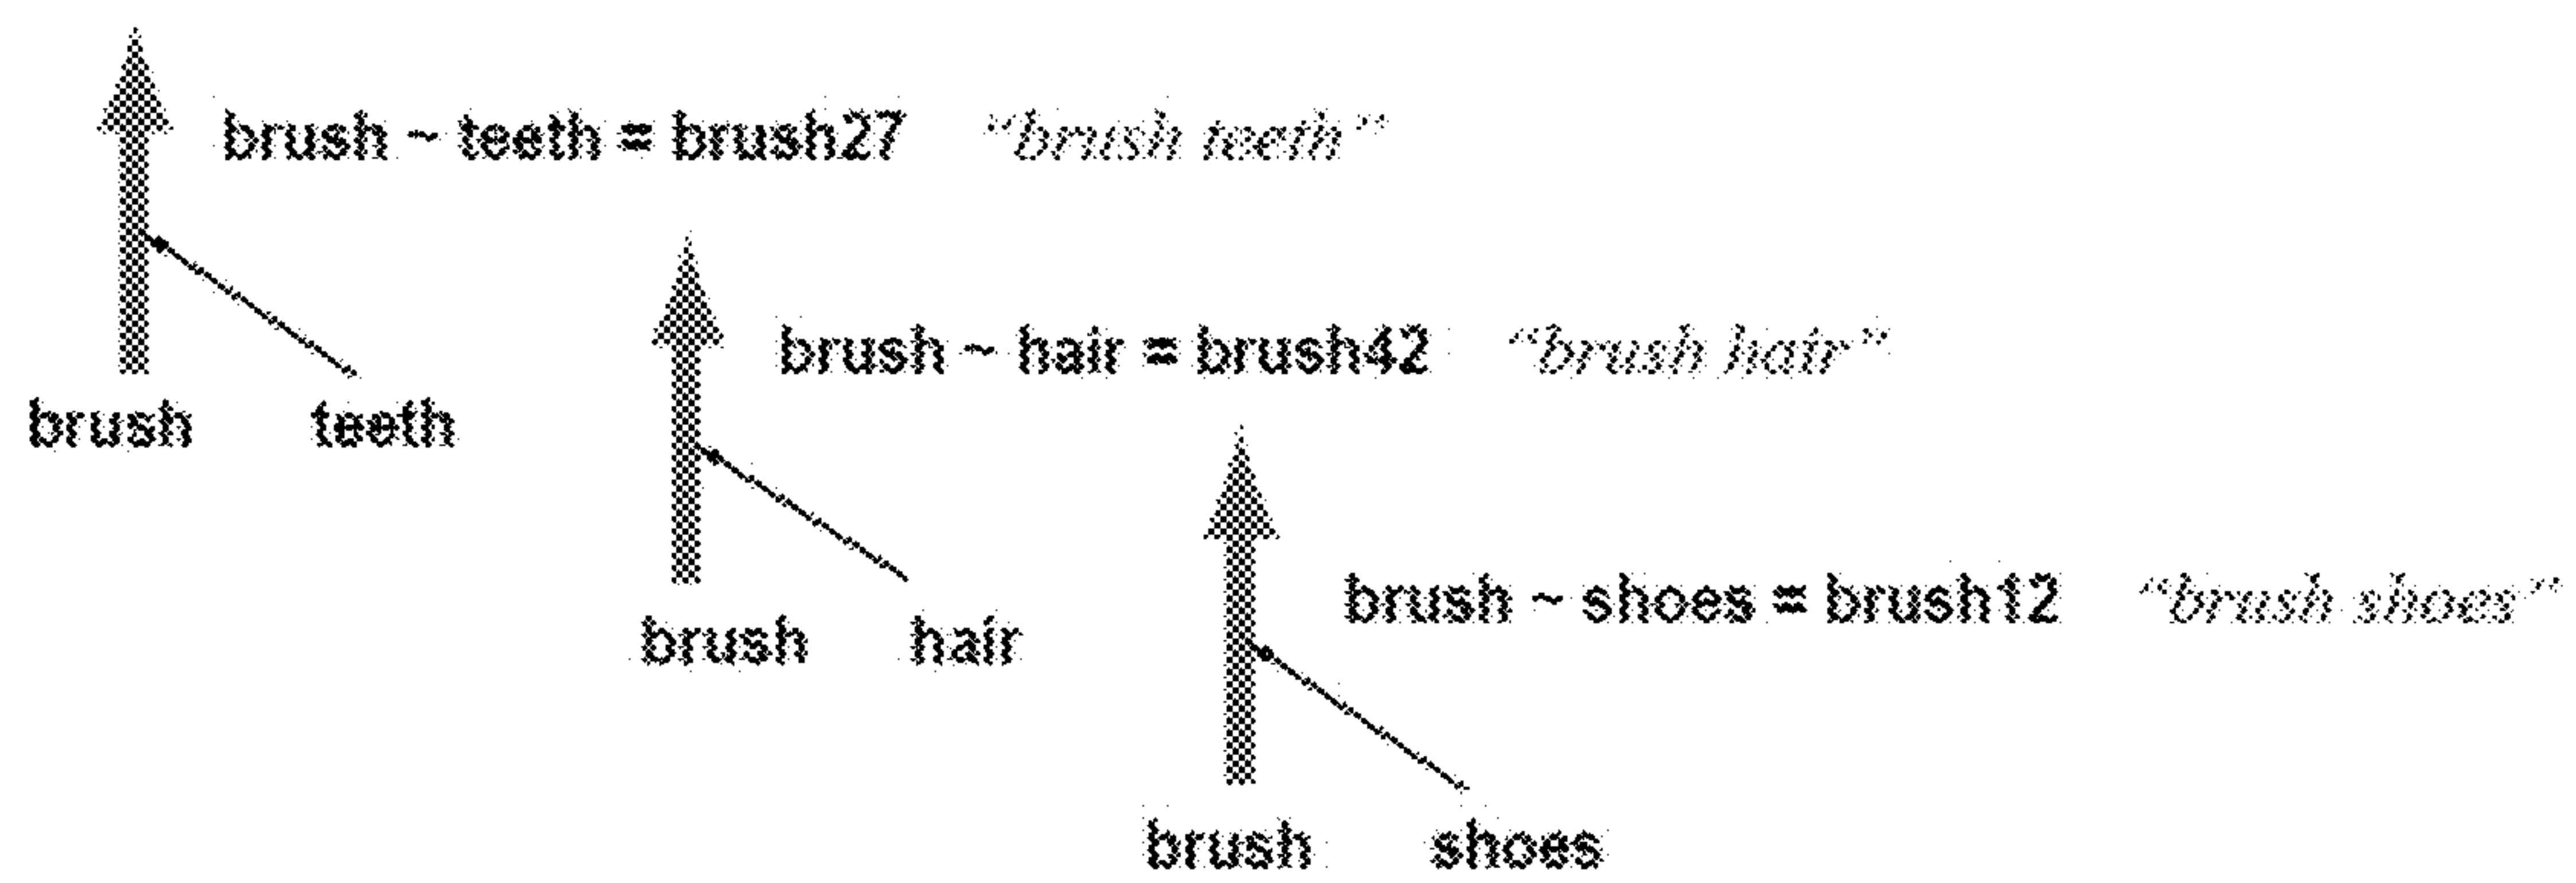 brush ~ teeth = brush27 “brush teeth”
brush ~ hair = brush42 “brush hair”
brush teeth
brush ~ shoes = brush12 “brush shoes”
brush hair
brush shoes